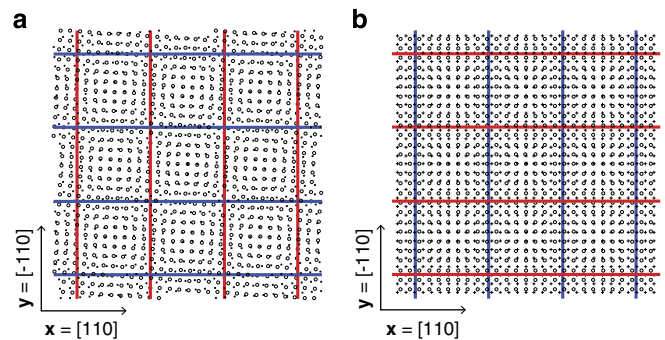 a
b
y = [-110]
x = [110]
y = [-110]
x = [110]